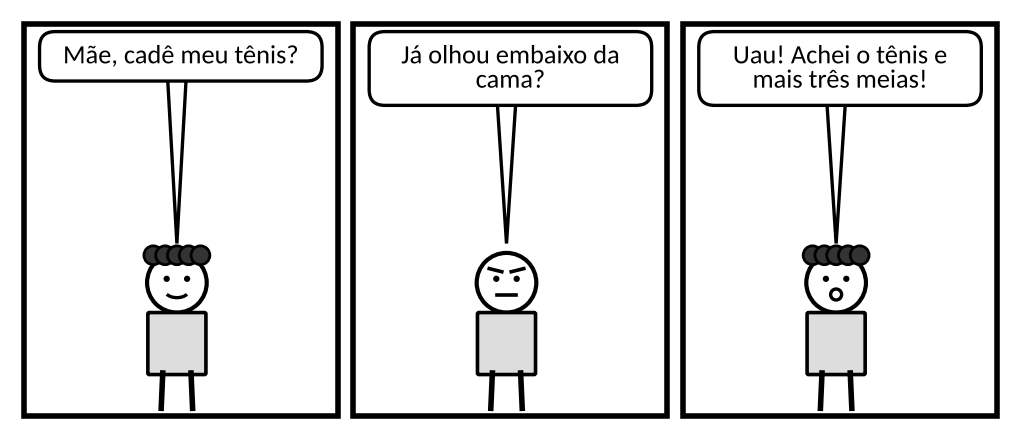 Mãe, cadê meu tênis?
Já olhou embaixo da
cama?
Uau! Achei o tênis e
mais três meias!